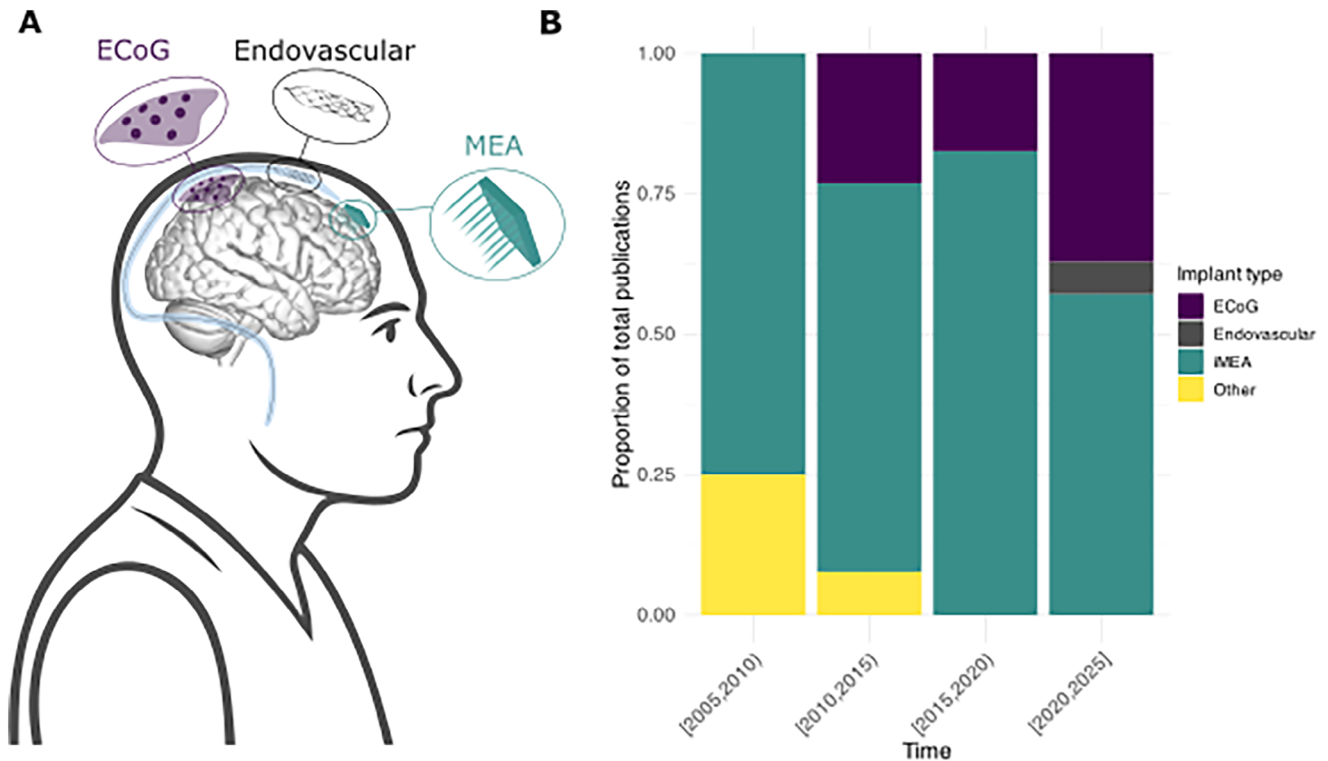 A
ECoG
Endovascular
MEA
B
Proportion of total publications
1.00
0.75
0.50
0.25
0.00
[2005,2010)
[2010,2015)
[2015,2020)
[2020,2025]
Time
Implant type
ECoG
Endovascular
iMEA
Other